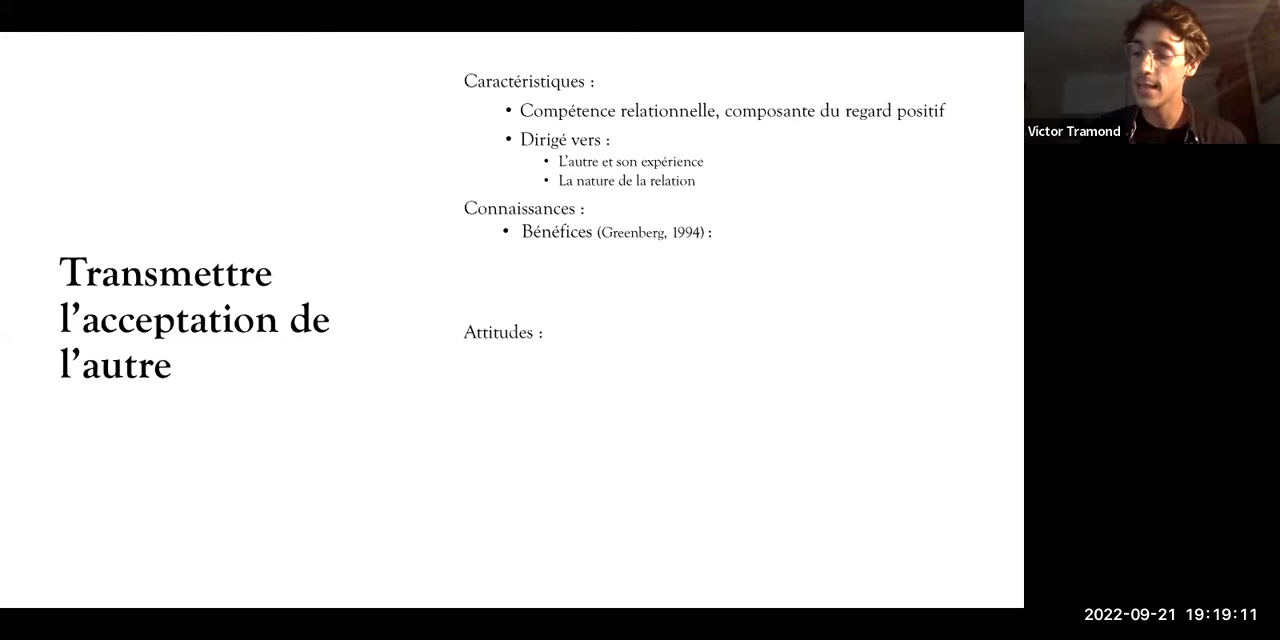 Transmettre
l’acceptation de
l’autre
Caractéristiques :
• Compétence relationnelle, composante du regard positif
• Dirigé vers :
• L’autre et son expérience
• La nature de la relation
Connaissances :
• Bénéfices (Greenberg, 1994) :
Attitudes :
Victor Tramond
2022-09-21 19:19:11